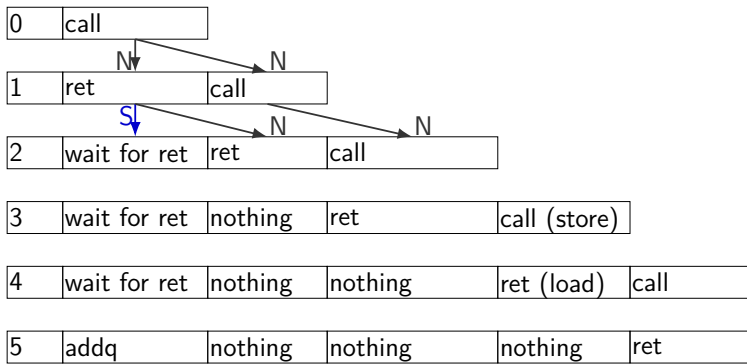 0 call
N N
1 ret call
S N N
2 wait for ret ret call
3 wait for ret nothing ret call (store)
4 wait for ret nothing nothing ret (load) call
5 addq nothing nothing nothing ret